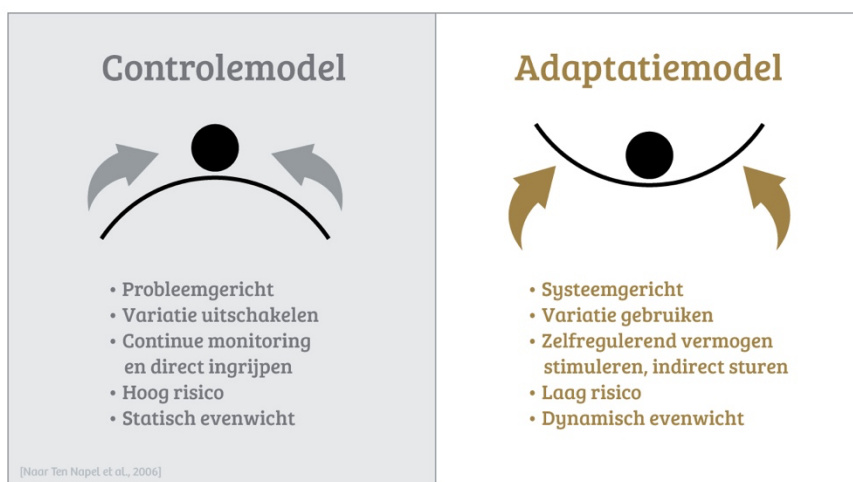 Controlemodel
• Probleemgericht
• Variatie uitschakelen
• Continue monitoring
en direct ingrijpen
• Hoog risico
• Statisch evenwicht
[Naar Ten Napel et al., 2006]
Adaptatiemodel
• Systeemgericht
• Variatie gebruiken
• Zelfregulerend vermogen
stimuleren, indirect sturen
• Laag risico
• Dynamisch evenwicht